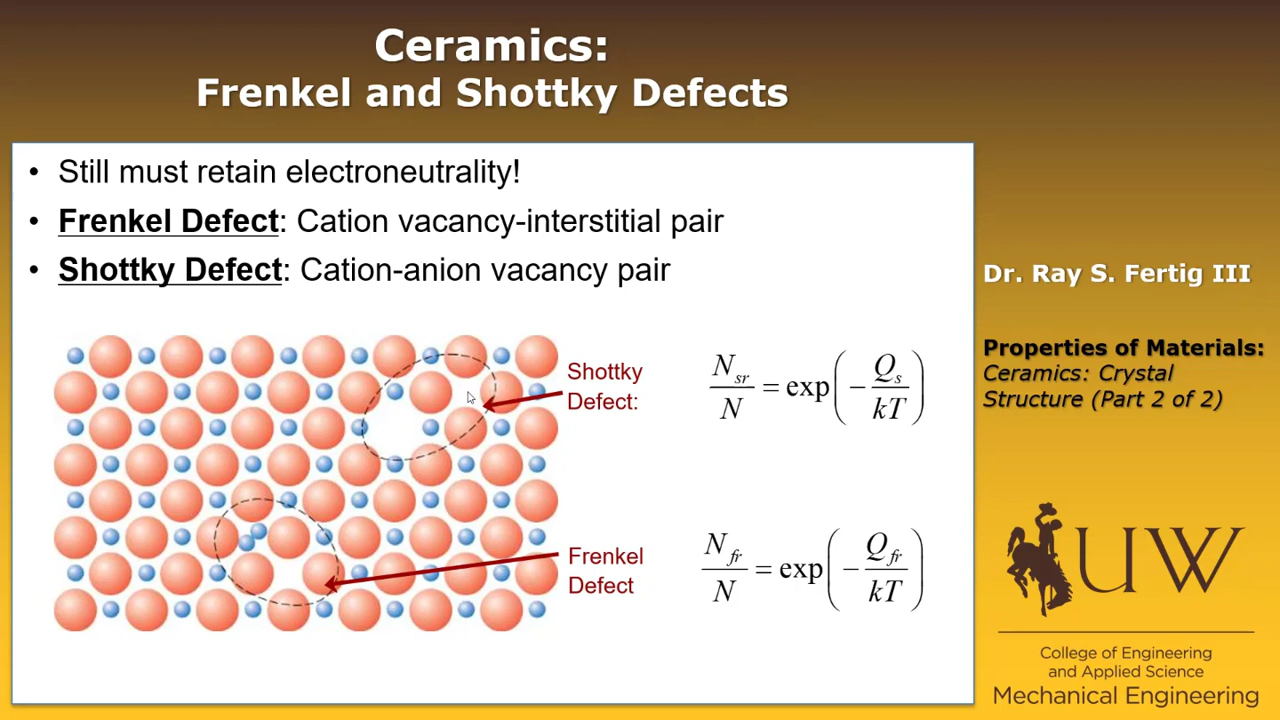 Ceramics:
Frenkel and Shottky Defects
• Still must retain electroneutrality!
• Frenkel Defect: Cation vacancy-interstitial pair
• Shottky Defect: Cation-anion vacancy pair
Shottky
Defect:
N_sr/N = exp(−Q_s/kT)
Frenkel
Defect
N_fr/N = exp(−Q_fr/kT)
Dr. Ray S. Fertig III
Properties of Materials:
Ceramics: Crystal
Structure (Part 2 of 2)
UW
College of Engineering
and Applied Science
Mechanical Engineering